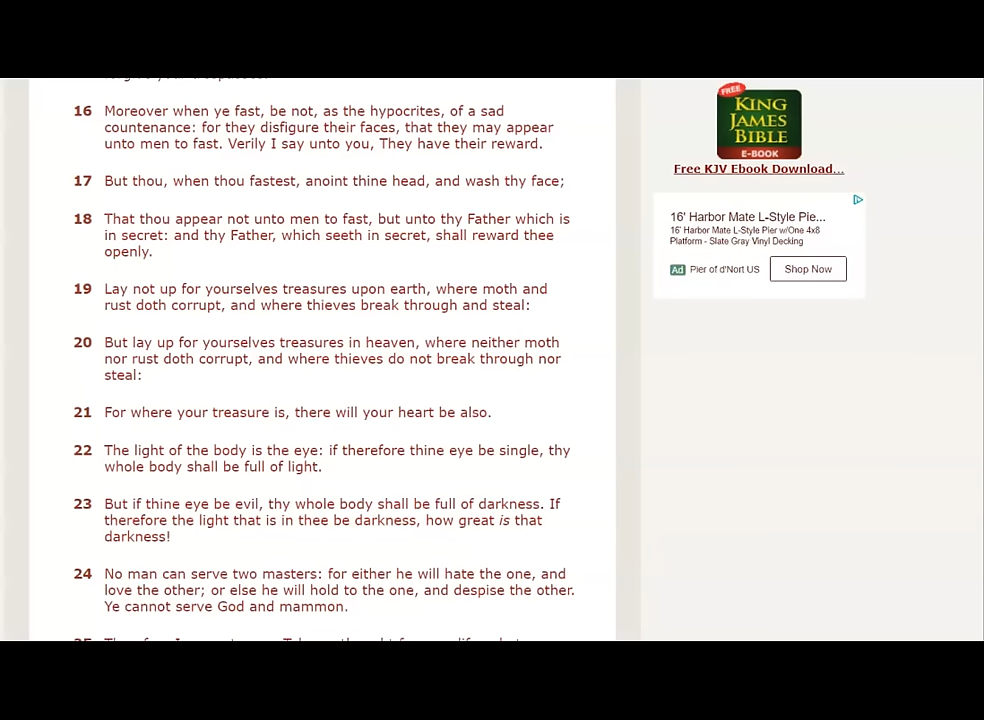 16 Moreover when ye fast, be not, as the hypocrites, of a sad
countenance: for they disfigure their faces, that they may appear
unto men to fast. Verily I say unto you, They have their reward.
17 But thou, when thou fastest, anoint thine head, and wash thy face;
18 That thou appear not unto men to fast, but unto thy Father which is
in secret: and thy Father, which seeth in secret, shall reward thee
openly.
19 Lay not up for yourselves treasures upon earth, where moth and
rust doth corrupt, and where thieves break through and steal:
20 But lay up for yourselves treasures in heaven, where neither moth
nor rust doth corrupt, and where thieves do not break through nor
steal:
21 For where your treasure is, there will your heart be also.
22 The light of the body is the eye: if therefore thine eye be single, thy
whole body shall be full of light.
23 But if thine eye be evil, thy whole body shall be full of darkness. If
therefore the light that is in thee be darkness, how great is that
darkness!
24 No man can serve two masters: for either he will hate the one, and
love the other; or else he will hold to the one, and despise the other.
Ye cannot serve God and mammon.
FREE
KING
JAMES
BIBLE
E-BOOK
Free KJV Ebook Download...
16' Harbor Mate L-Style Pie...
16' Harbor Mate L-Style Pier w/One 4x8
Platform - Slate Gray Vinyl Decking
Ad Pier of d'Nort US
Shop Now